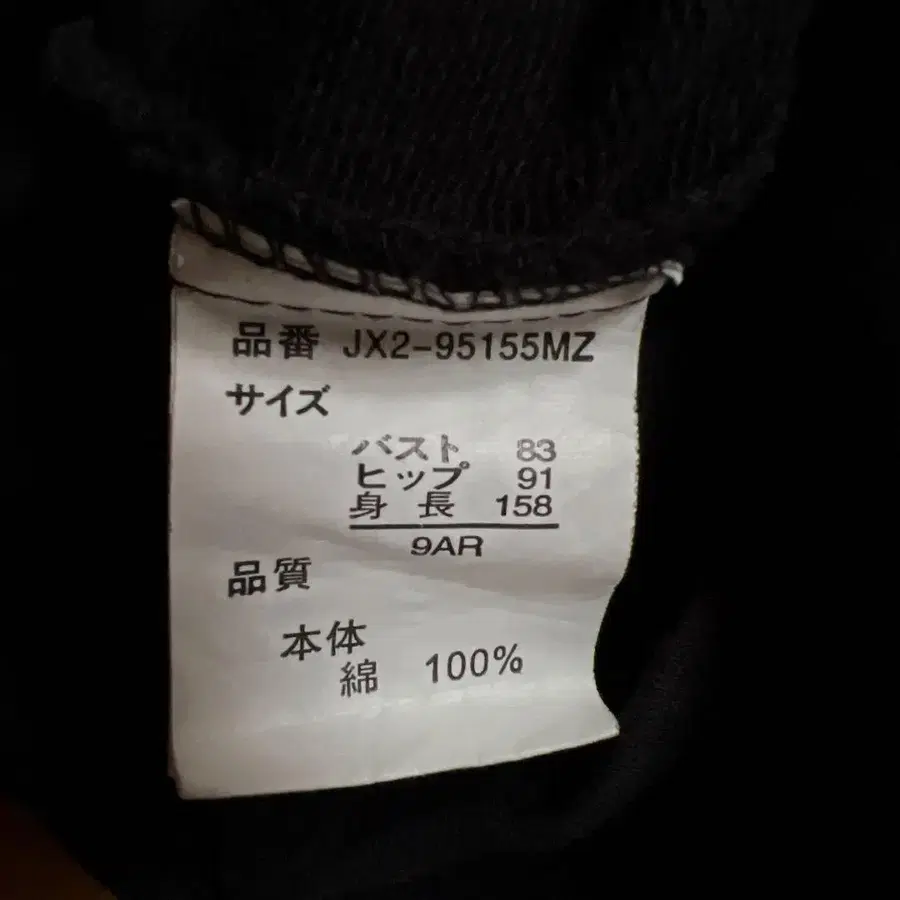 品番 JX2-95155MZ
サイズ
バスト 83
ヒップ 91
身長 158
9AR
品質
本体
綿 100%